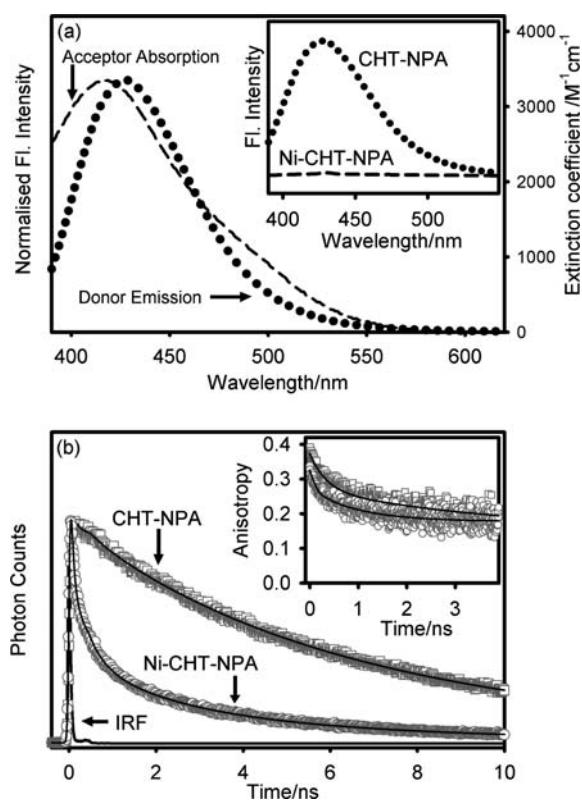 (a)
Acceptor Absorption
Donor Emission
Normalised Fl. Intensity
Extinction coefficient /M⁻¹cm⁻¹
4000
3000
2000
1000
0
400 450 500 550 600
Wavelength/nm
CHT-NPA
Ni-CHT-NPA
Fl. Intensity
390 450 500
Wavelength/nm
(b)
CHT-NPA
Ni-CHT-NPA
IRF
Photon Counts
0 2 4 6 8 10
Time/ns
Anisotropy
0.4
0.3
0.2
0.1
0.0
0 1 2 3
Time/ns